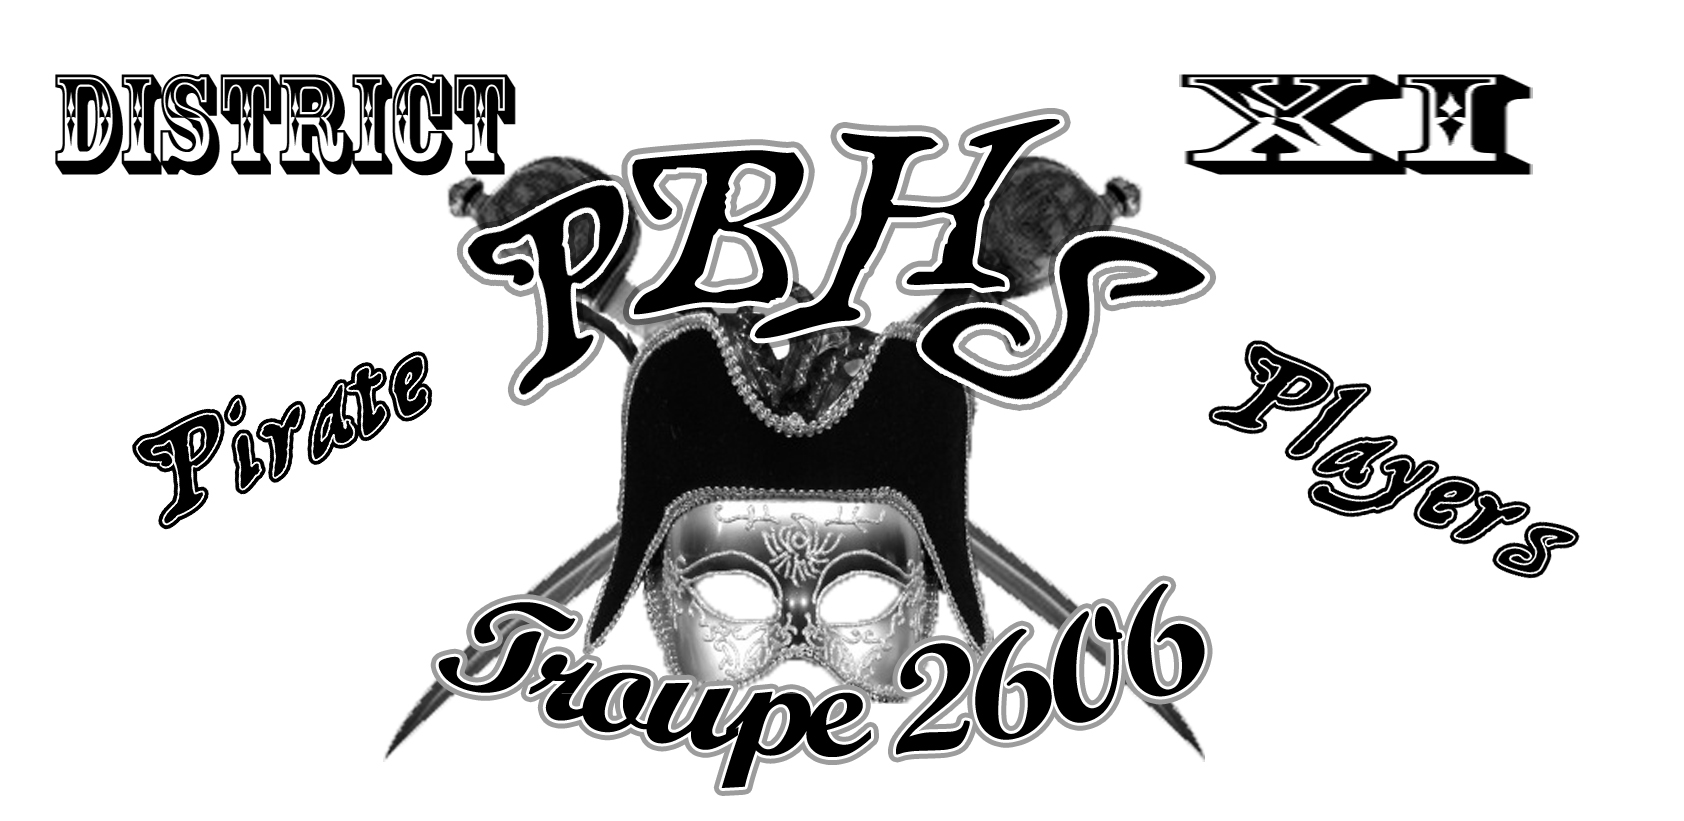 DISTRICT XI
PBHS
Pirate Players
Troupe 2606